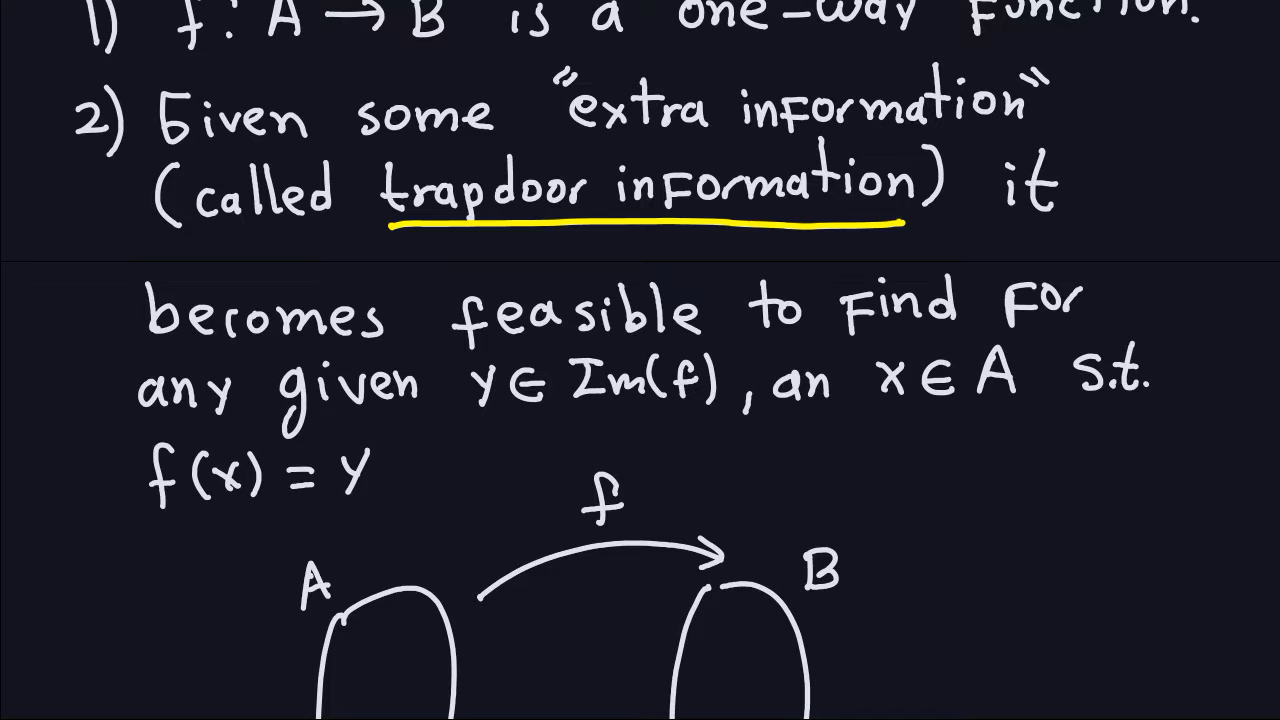 1) f: A → B is a one-way function.
2) Given some "extra information"
(called trapdoor information) it
becomes feasible to find for
any given y ∈ Im(f), an x ∈ A s.t.
f(x) = y
f
A B